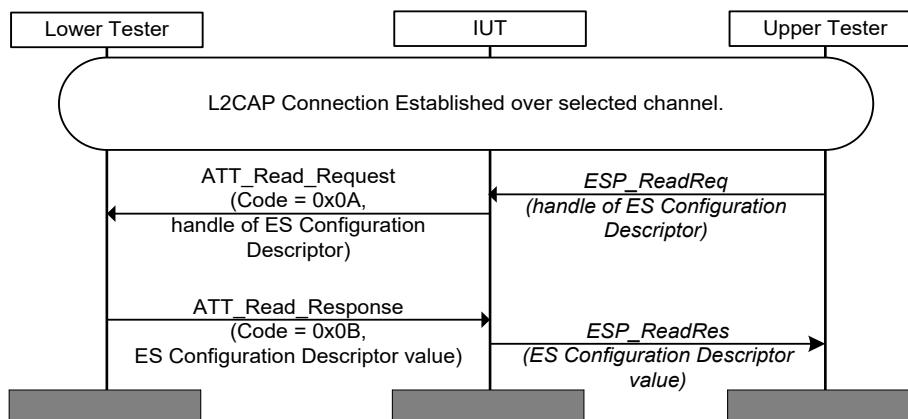 Lower Tester
IUT
Upper Tester
L2CAP Connection Established over selected channel.
ATT_Read_Request
(Code = 0x0A,
handle of ES Configuration
Descriptor)
ESP_ReadReq
(handle of ES Configuration
Descriptor)
ATT_Read_Response
(Code = 0x0B,
ES Configuration Descriptor value)
ESP_ReadRes
(ES Configuration Descriptor
value)